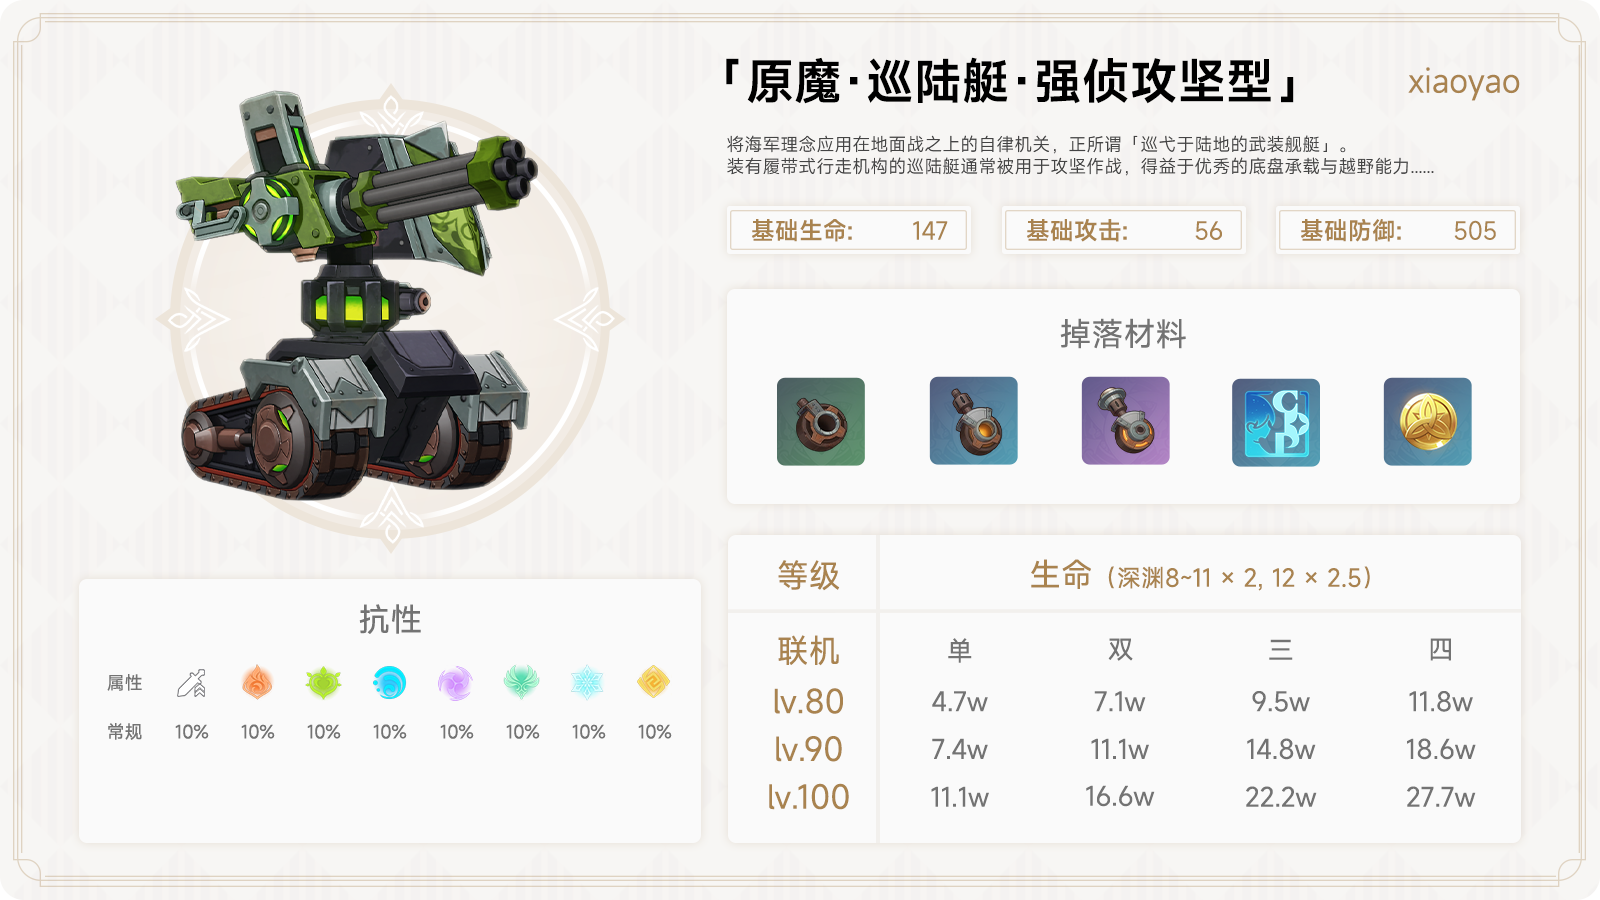 「原魔·巡陆艇·强侦攻坚型」
xiaoyao
将海军理念应用在地面战之上的自律机关，正所谓「巡弋于陆地的武装舰艇」。
装有履带式行走机构的巡陆艇通常被用于攻坚作战，得益于优秀的底盘承载与越野能力......
基础生命: 147
基础攻击: 56
基础防御: 505
掉落材料
抗性
属性
常规 10% 10% 10% 10% 10% 10% 10% 10%
等级 生命（深渊8~11 × 2, 12 × 2.5）
联机 单 双 三 四
lv.80 4.7w 7.1w 9.5w 11.8w
lv.90 7.4w 11.1w 14.8w 18.6w
lv.100 11.1w 16.6w 22.2w 27.7w